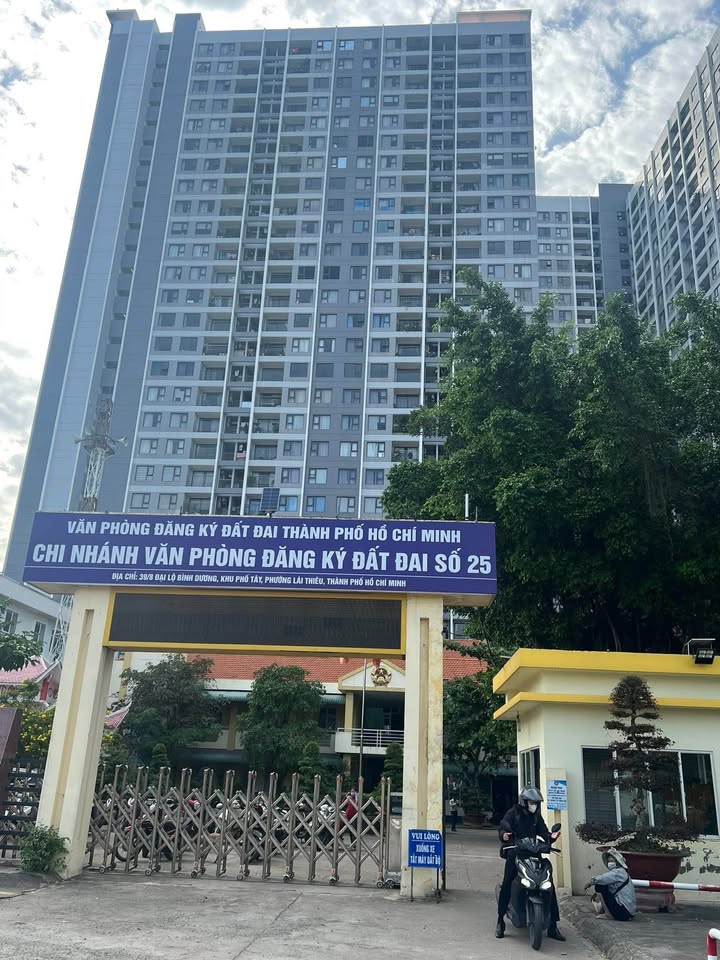 VĂN PHÒNG ĐĂNG KÝ ĐẤT ĐAI THÀNH PHỐ HỒ CHÍ MINH
CHI NHÁNH VĂN PHÒNG ĐĂNG KÝ ĐẤT ĐAI SỐ 25
ĐỊA CHỈ: 39/8 ĐẠI LỘ BÌNH DƯƠNG, KHU PHỐ TÂY, PHƯỜNG LÁI THIÊU, THÀNH PHỐ HỒ CHÍ MINH
VUI LÒNG
XUỐNG XE
TẮT MÁY DẮT BỘ